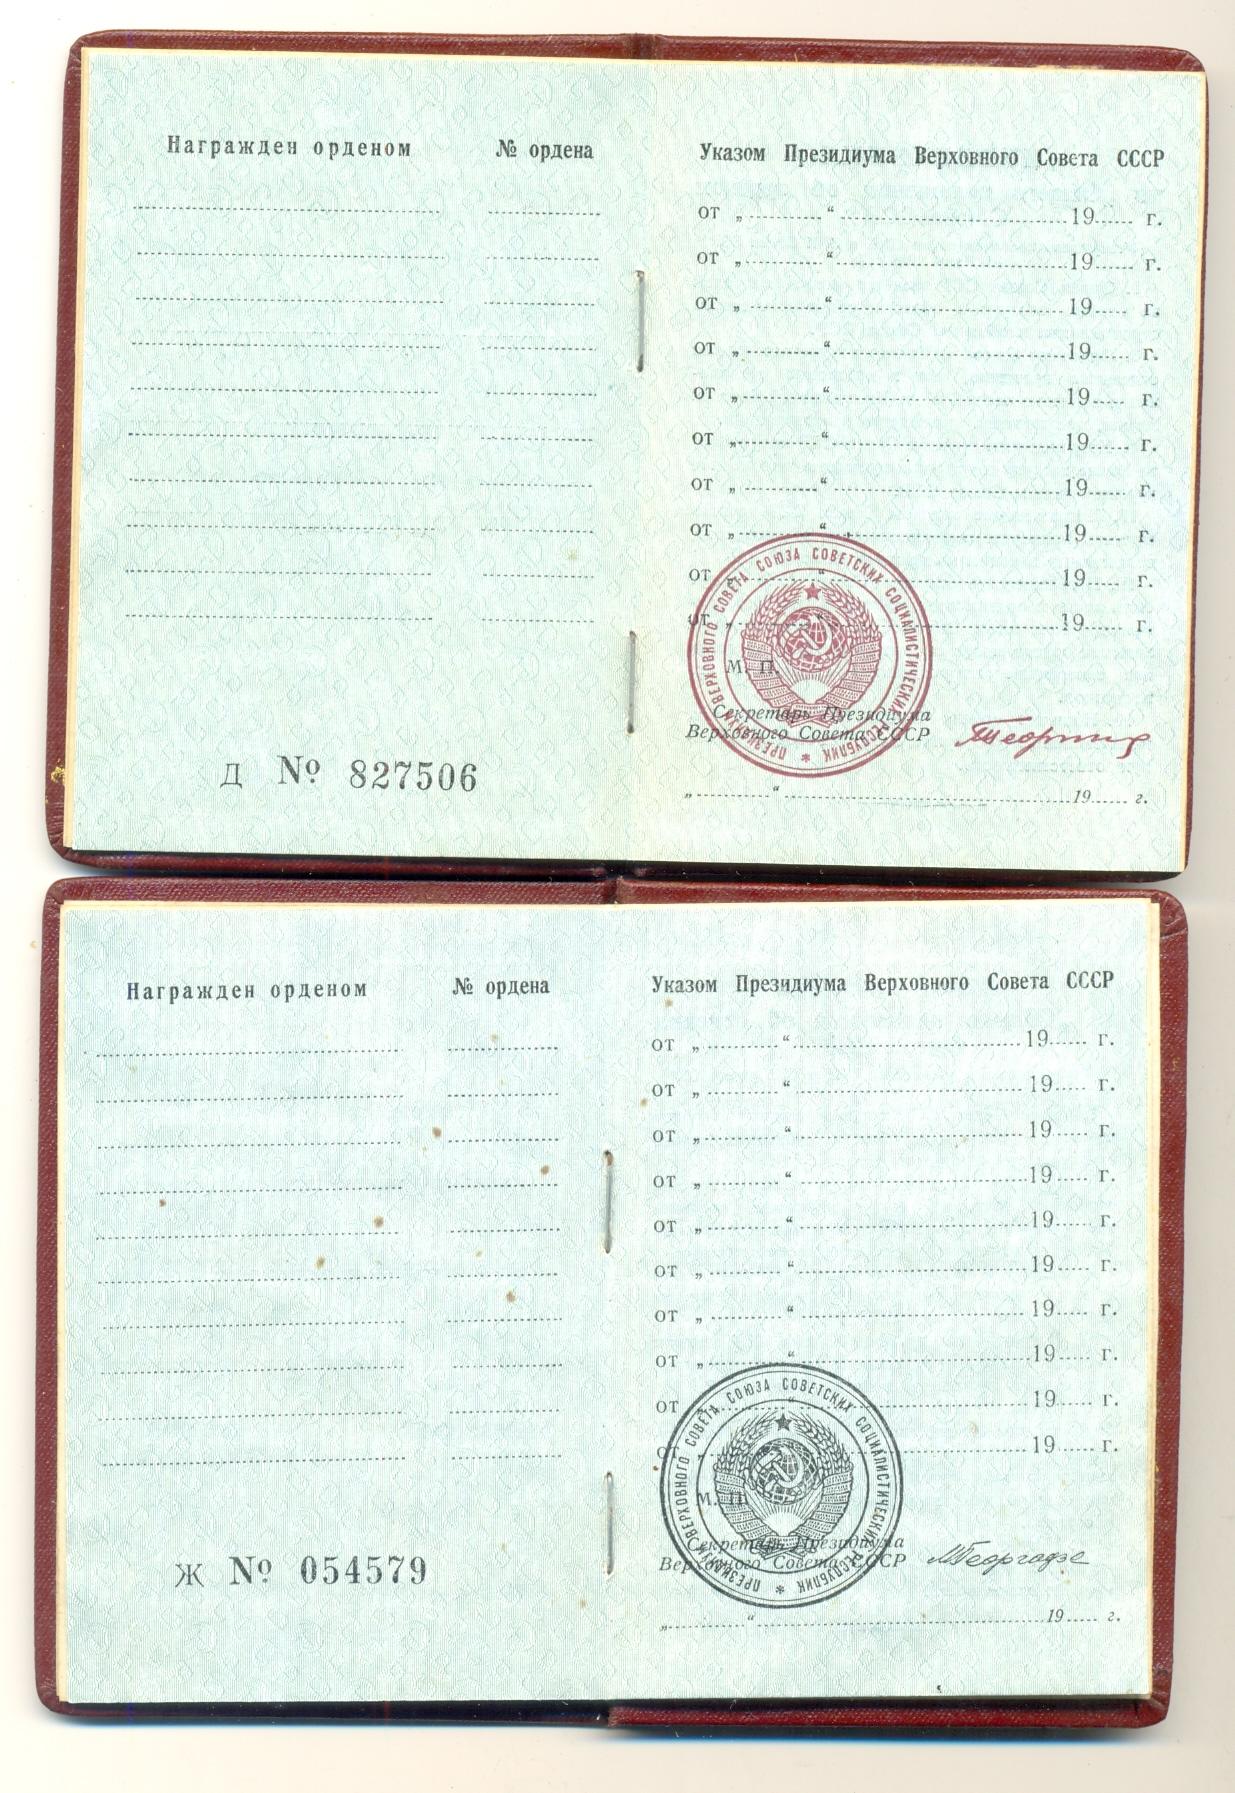 Награжден орденом № ордена
Указом Президиума Верховного Совета СССР
от „ “ 19 г.
от „ “ 19 г.
от „ “ 19 г.
от „ “ 19 г.
от „ “ 19 г.
от „ “ 19 г.
от „ “ 19 г.
от „ “ 19 г.
от „ “ 19 г.
от „ “ 19 г.
ПРЕЗИДИУМ ВЕРХОВНОГО СОВЕТА СОЮЗА СОВЕТСКИХ СОЦИАЛИСТИЧЕСКИХ РЕСПУБЛИК *
М. П.
Секретарь Президиума
Верховного Совета СССР
„ “ 19 г.
Д № 827506
Награжден орденом № ордена
Указом Президиума Верховного Совета СССР
от „ “ 19 г.
от „ “ 19 г.
от „ “ 19 г.
от „ “ 19 г.
от „ “ 19 г.
от „ “ 19 г.
от „ “ 19 г.
от „ “ 19 г.
от „ “ 19 г.
от „ “ 19 г.
ПРЕЗИДИУМ ВЕРХОВНОГО СОВЕТА СОЮЗА СОВЕТСКИХ СОЦИАЛИСТИЧЕСКИХ РЕСПУБЛИК *
М. П.
Секретарь Президиума
Верховного Совета СССР МГеоргадзе
„ “ 19 г.
Ж № 054579